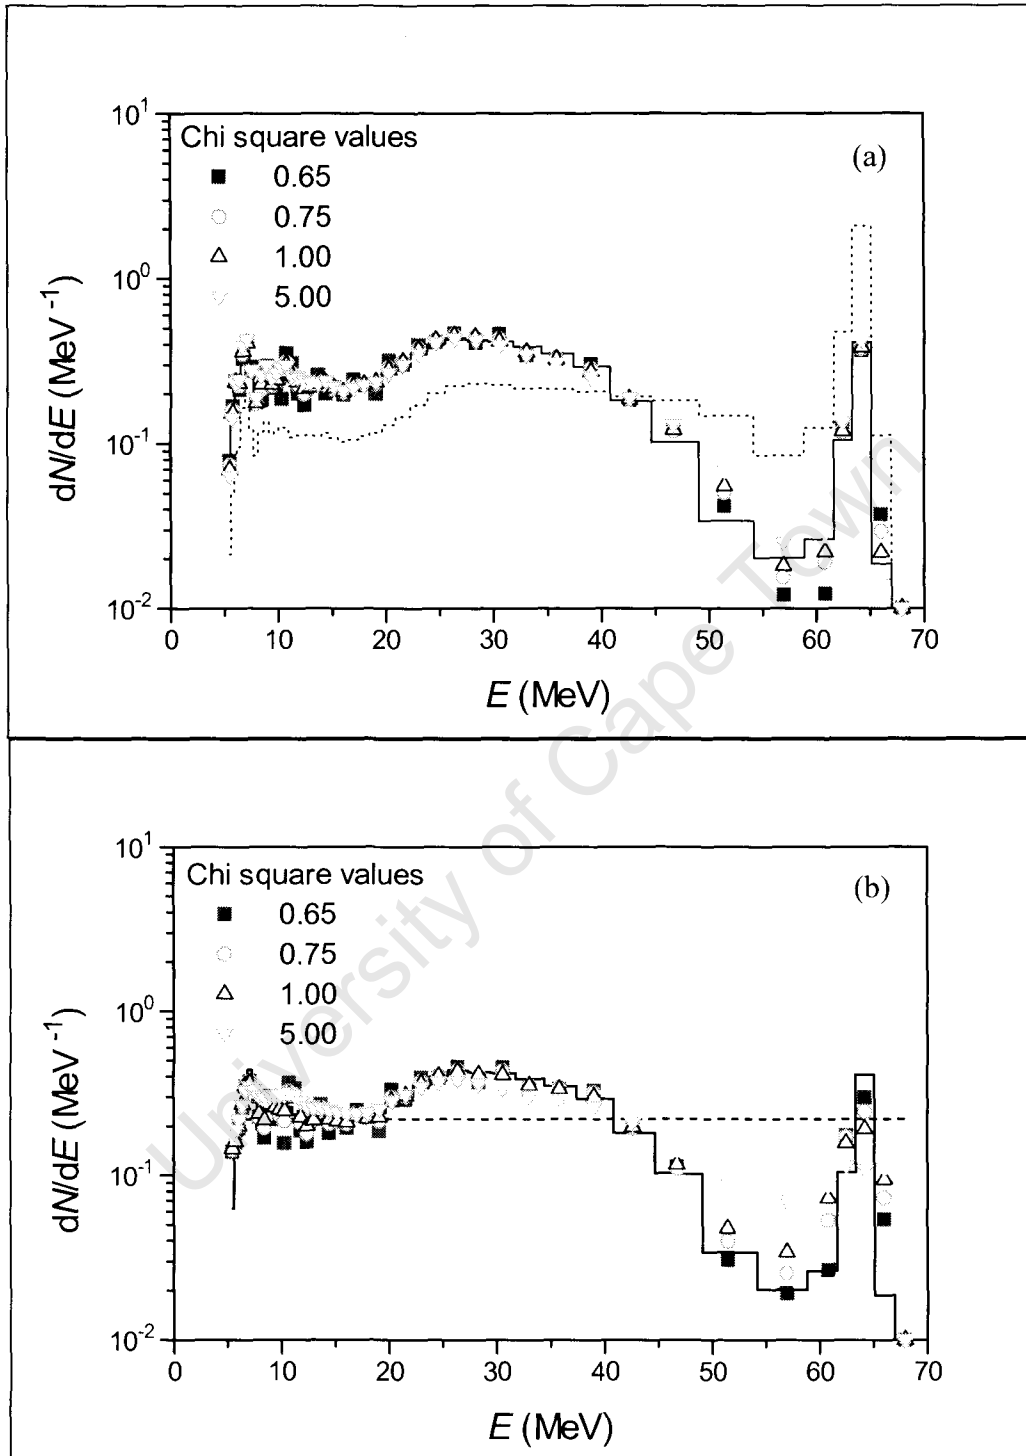 10^1
Chi square values
(a)
0.65
0.75
1.00
5.00
10^0
10^-1
10^-2
dN/dE (MeV^-1)
0 10 20 30 40 50 60 70
E (MeV)
University of Cape Town
10^1
Chi square values
(b)
0.65
0.75
1.00
5.00
10^0
10^-1
10^-2
dN/dE (MeV^-1)
0 10 20 30 40 50 60 70
E (MeV)